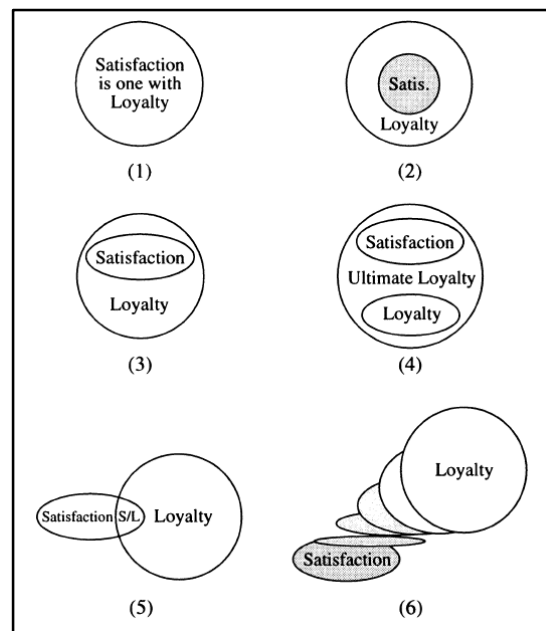 Satisfaction
is one with
Loyalty
(1)
Satis.
Loyalty
(2)
Satisfaction
Loyalty
(3)
Satisfaction
Ultimate Loyalty
Loyalty
(4)
Satisfaction S/L Loyalty
(5)
Loyalty
Satisfaction
(6)